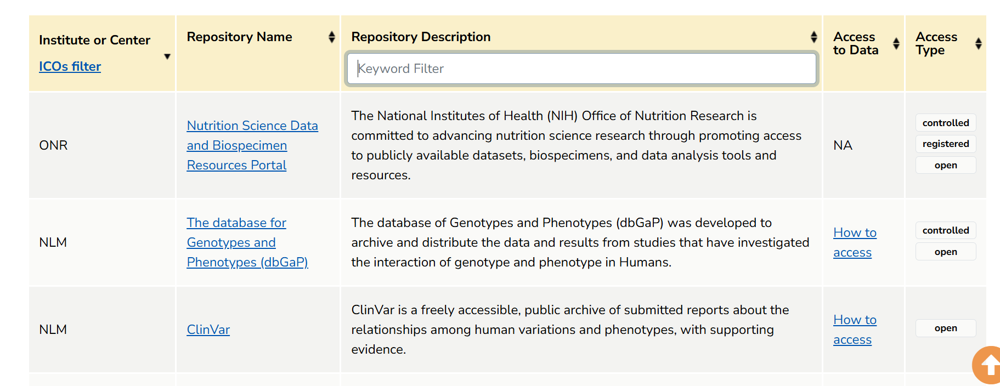 Institute or Center
ICOs filter
Repository Name
Repository Description
Keyword Filter
Access
to Data
Access
Type
ONR
Nutrition Science Data
and Biospecimen
Resources Portal
The National Institutes of Health (NIH) Office of Nutrition Research is
committed to advancing nutrition science research through promoting access
to publicly available datasets, biospecimens, and data analysis tools and
resources.
NA
controlled
registered
open
NLM
The database for
Genotypes and
Phenotypes (dbGaP)
The database of Genotypes and Phenotypes (dbGaP) was developed to
archive and distribute the data and results from studies that have investigated
the interaction of genotype and phenotype in Humans.
How to
access
controlled
open
NLM
ClinVar
ClinVar is a freely accessible, public archive of submitted reports about the
relationships among human variations and phenotypes, with supporting
evidence.
How to
access
open